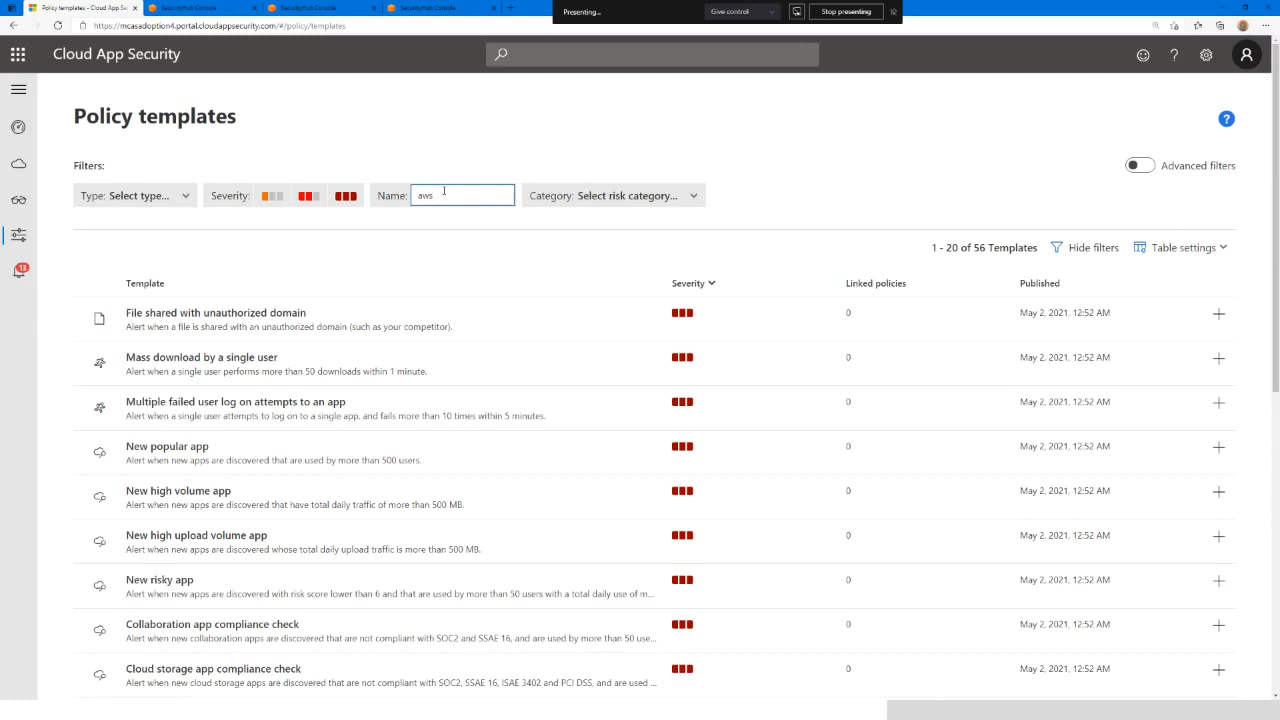 Policy templates - Cloud App Se
SecurityHub Console
SecurityHub Console
SecurityHub Console
Presenting...
Give control
Stop presenting
https://mcasadoption4.portal.cloudappsecurity.com/#/policy/templates
Cloud App Security
Policy templates
Filters:
Advanced filters
Type: Select type...
Severity:
Name: aws
Category: Select risk category...
1 - 20 of 56 Templates
Hide filters
Table settings
Template
Severity
Linked policies
Published
File shared with unauthorized domain
Alert when a file is shared with an unauthorized domain (such as your competitor).
0
May 2, 2021, 12:52 AM
Mass download by a single user
Alert when a single user performs more than 50 downloads within 1 minute.
0
May 2, 2021, 12:52 AM
Multiple failed user log on attempts to an app
Alert when a single user attempts to log on to a single app, and fails more than 10 times within 5 minutes.
0
May 2, 2021, 12:52 AM
New popular app
Alert when new apps are discovered that are used by more than 500 users.
0
May 2, 2021, 12:52 AM
New high volume app
Alert when new apps are discovered that have total daily traffic of more than 500 MB.
0
May 2, 2021, 12:52 AM
New high upload volume app
Alert when new apps are discovered whose total daily upload traffic is more than 500 MB.
0
May 2, 2021, 12:52 AM
New risky app
Alert when new apps are discovered with risk score lower than 6 and that are used by more than 50 users with a total daily use of m...
0
May 2, 2021, 12:52 AM
Collaboration app compliance check
Alert when new collaboration apps are discovered that are not compliant with SOC2 and SSAE 16, and are used by more than 50 use...
0
May 2, 2021, 12:52 AM
Cloud storage app compliance check
Alert when new cloud storage apps are discovered that are not compliant with SOC2, SSAE 16, ISAE 3402 and PCI DSS, and are used ...
0
May 2, 2021, 12:52 AM
13